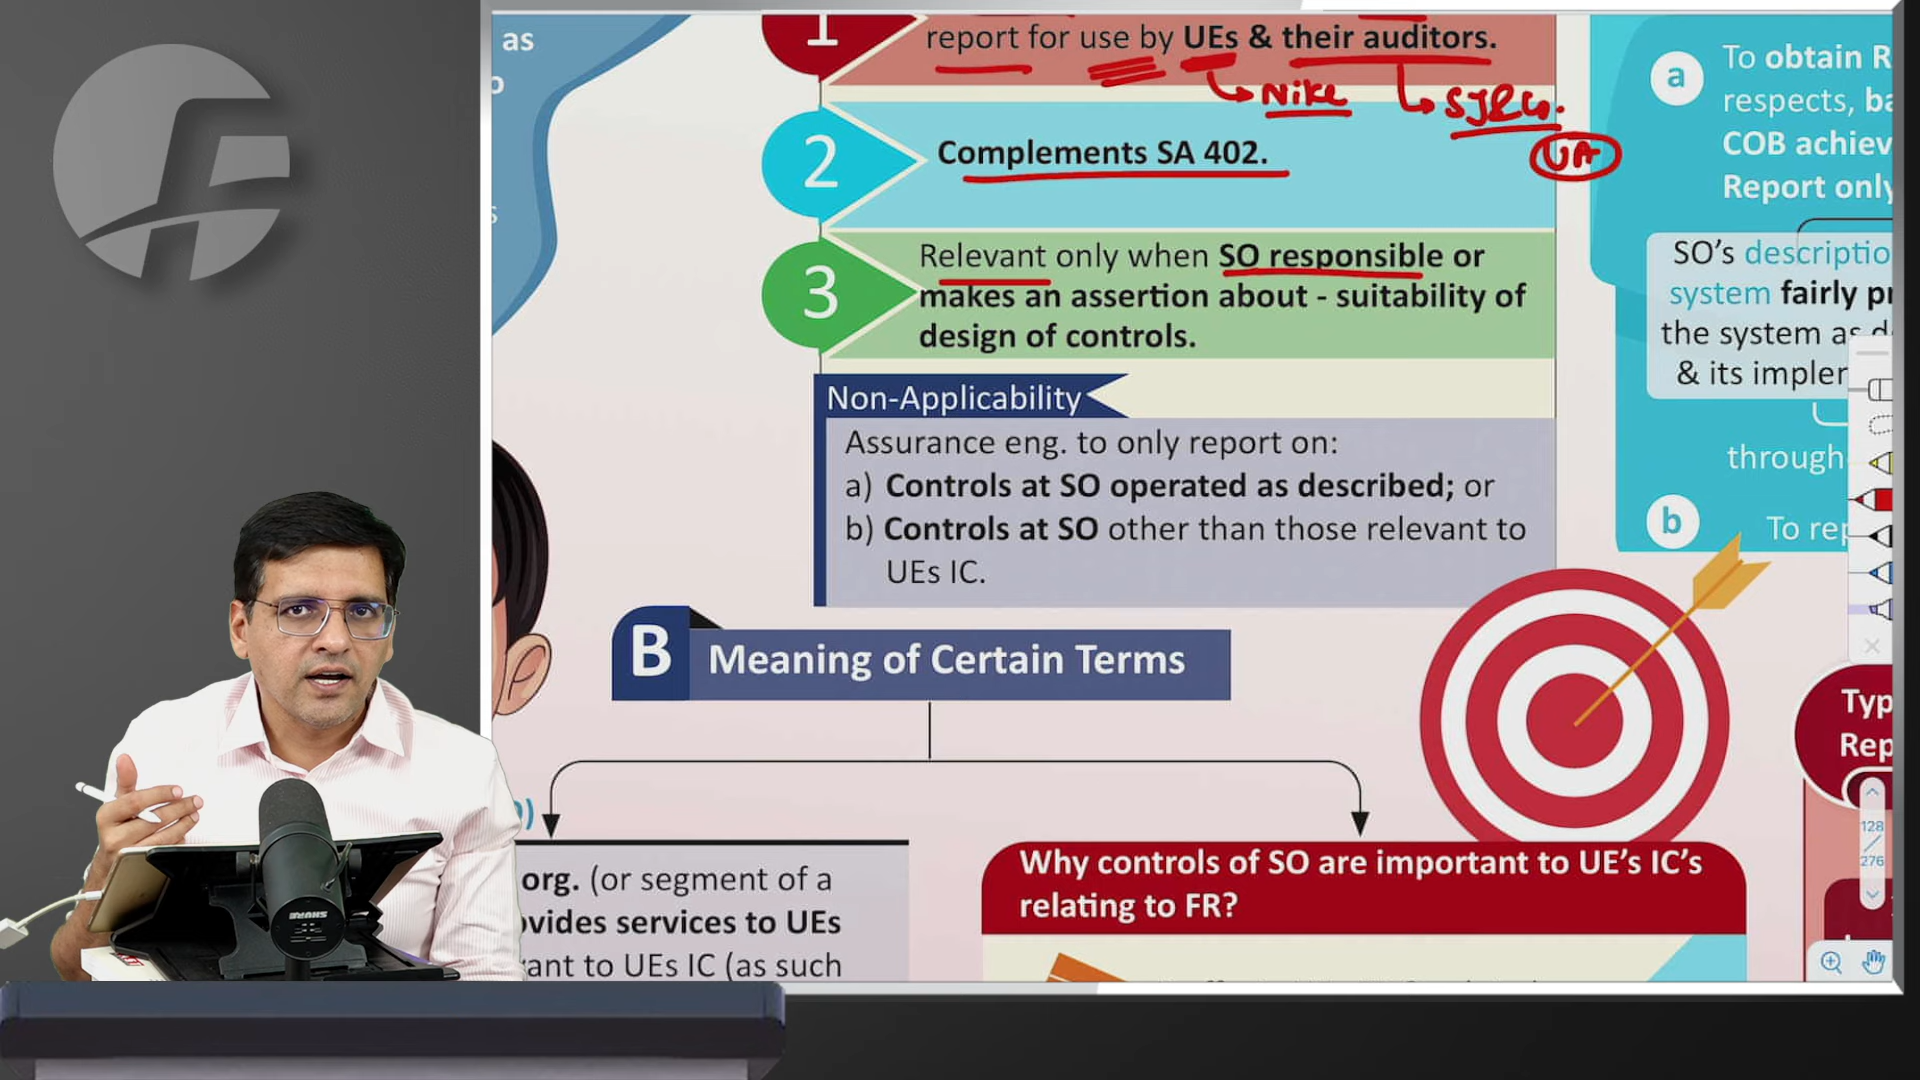 as
1
report for use by UEs & their auditors.
Nike
SJ & Co.
UA
2
Complements SA 402.
3
Relevant only when SO responsible or
makes an assertion about - suitability of
design of controls.
Non-Applicability
Assurance eng. to only report on:
a) Controls at SO operated as described; or
b) Controls at SO other than those relevant to
UEs IC.
B Meaning of Certain Terms
org. (or segment of a
ovides services to UEs
ant to UEs IC (as such
Why controls of SO are important to UE's IC's
relating to FR?
a
To obtain R
respects, ba
COB achiev
Report only
SO's descriptio
system fairly pr
the system as d
& its impler
through
b
To rep
Typ
Rep
128
276
SHURE